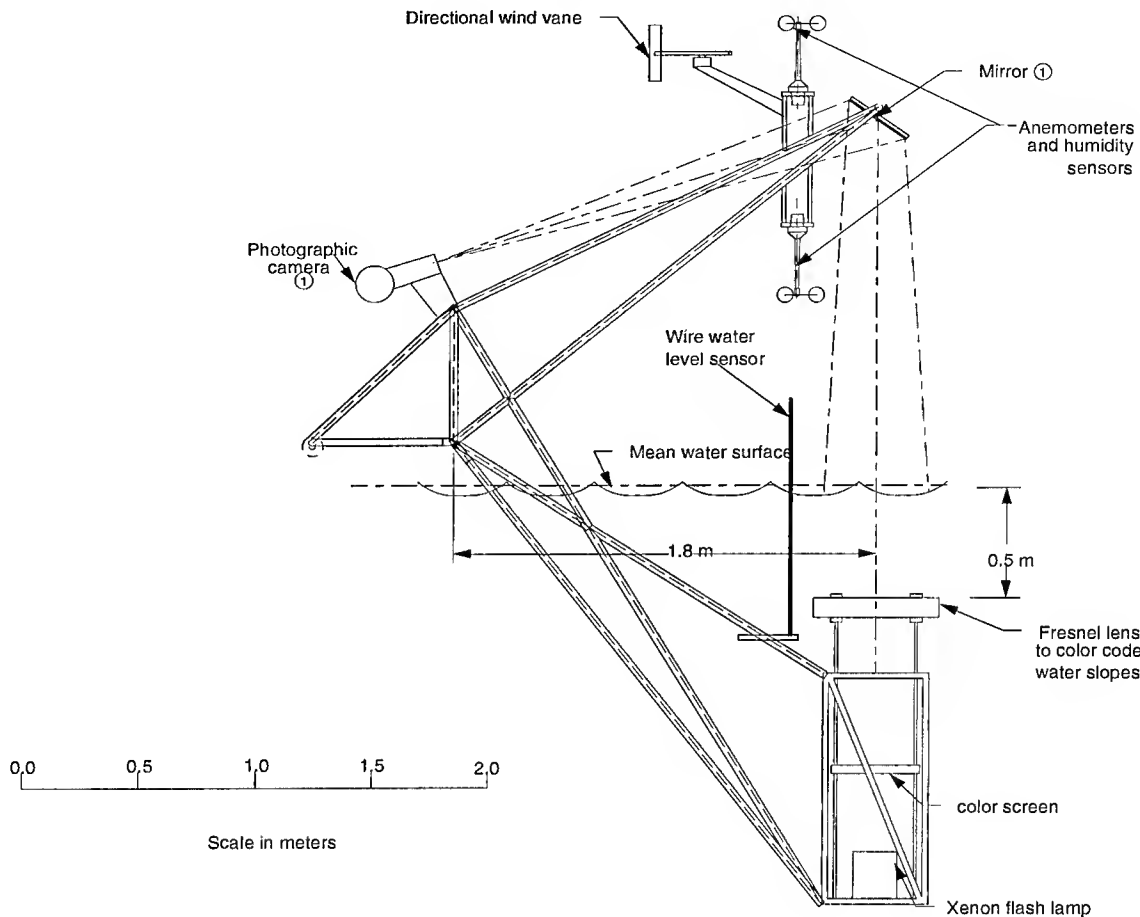 Directional wind vane
Mirror ①
Anemometers
and humidity
sensors
Photographic
camera
①
Wire water
level sensor
Mean water surface
1.8 m
0.5 m
Fresnel lens
to color code
water slopes
0.0 0.5 1.0 1.5 2.0
Scale in meters
color screen
Xenon flash lamp